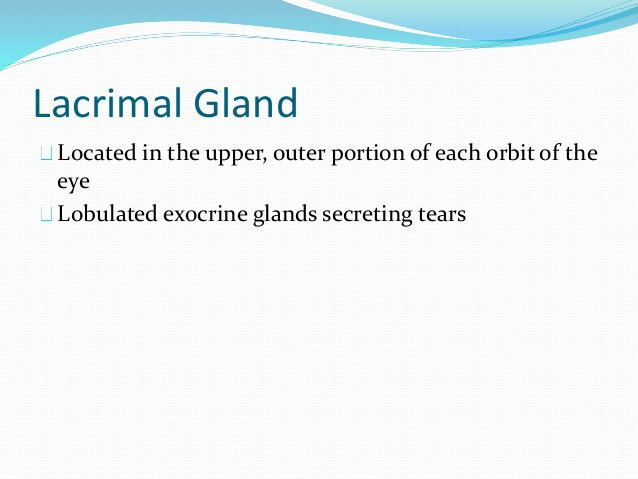 Lacrimal Gland
Located in the upper, outer portion of each orbit of the
eye
Lobulated exocrine glands secreting tears